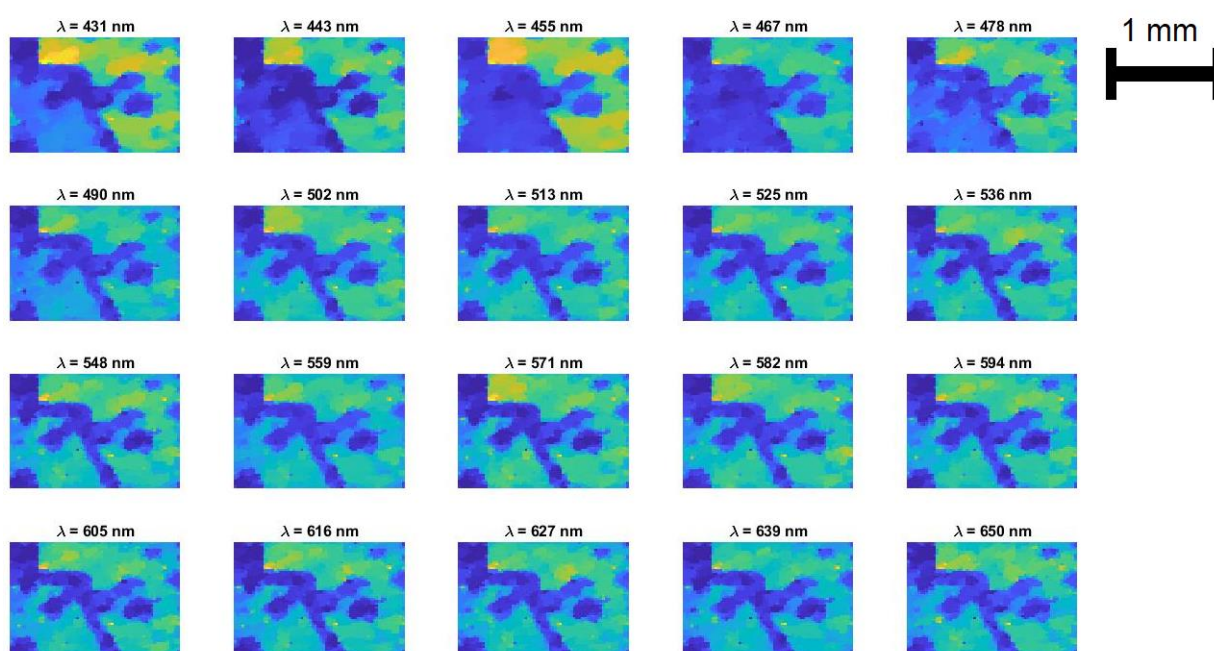 λ = 431 nm
λ = 443 nm
λ = 455 nm
λ = 467 nm
λ = 478 nm
1 mm
λ = 490 nm
λ = 502 nm
λ = 513 nm
λ = 525 nm
λ = 536 nm
λ = 548 nm
λ = 559 nm
λ = 571 nm
λ = 582 nm
λ = 594 nm
λ = 605 nm
λ = 616 nm
λ = 627 nm
λ = 639 nm
λ = 650 nm